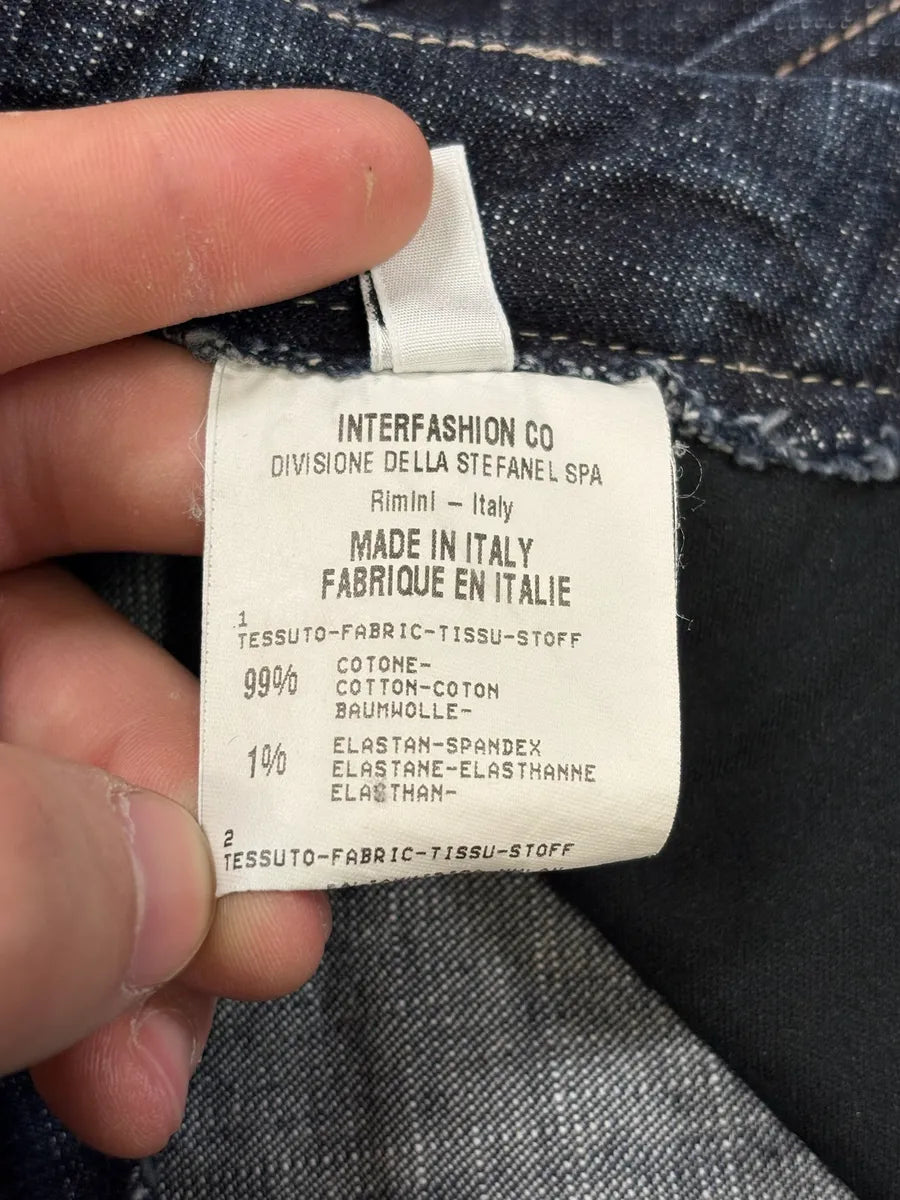 INTERFASHION CO
DIVISIONE DELLA STEFANEL SPA
Rimini - Italy
MADE IN ITALY
FABRIQUE EN ITALIE
1
TESSUTO-FABRIC-TISSU-STOFF
99% COTONE-
COTTON-COTON
BAUMWOLLE-
1% ELASTAN-SPANDEX
ELASTANE-ELASTHANNE
ELASTHAN-
2
TESSUTO-FABRIC-TISSU-STOFF